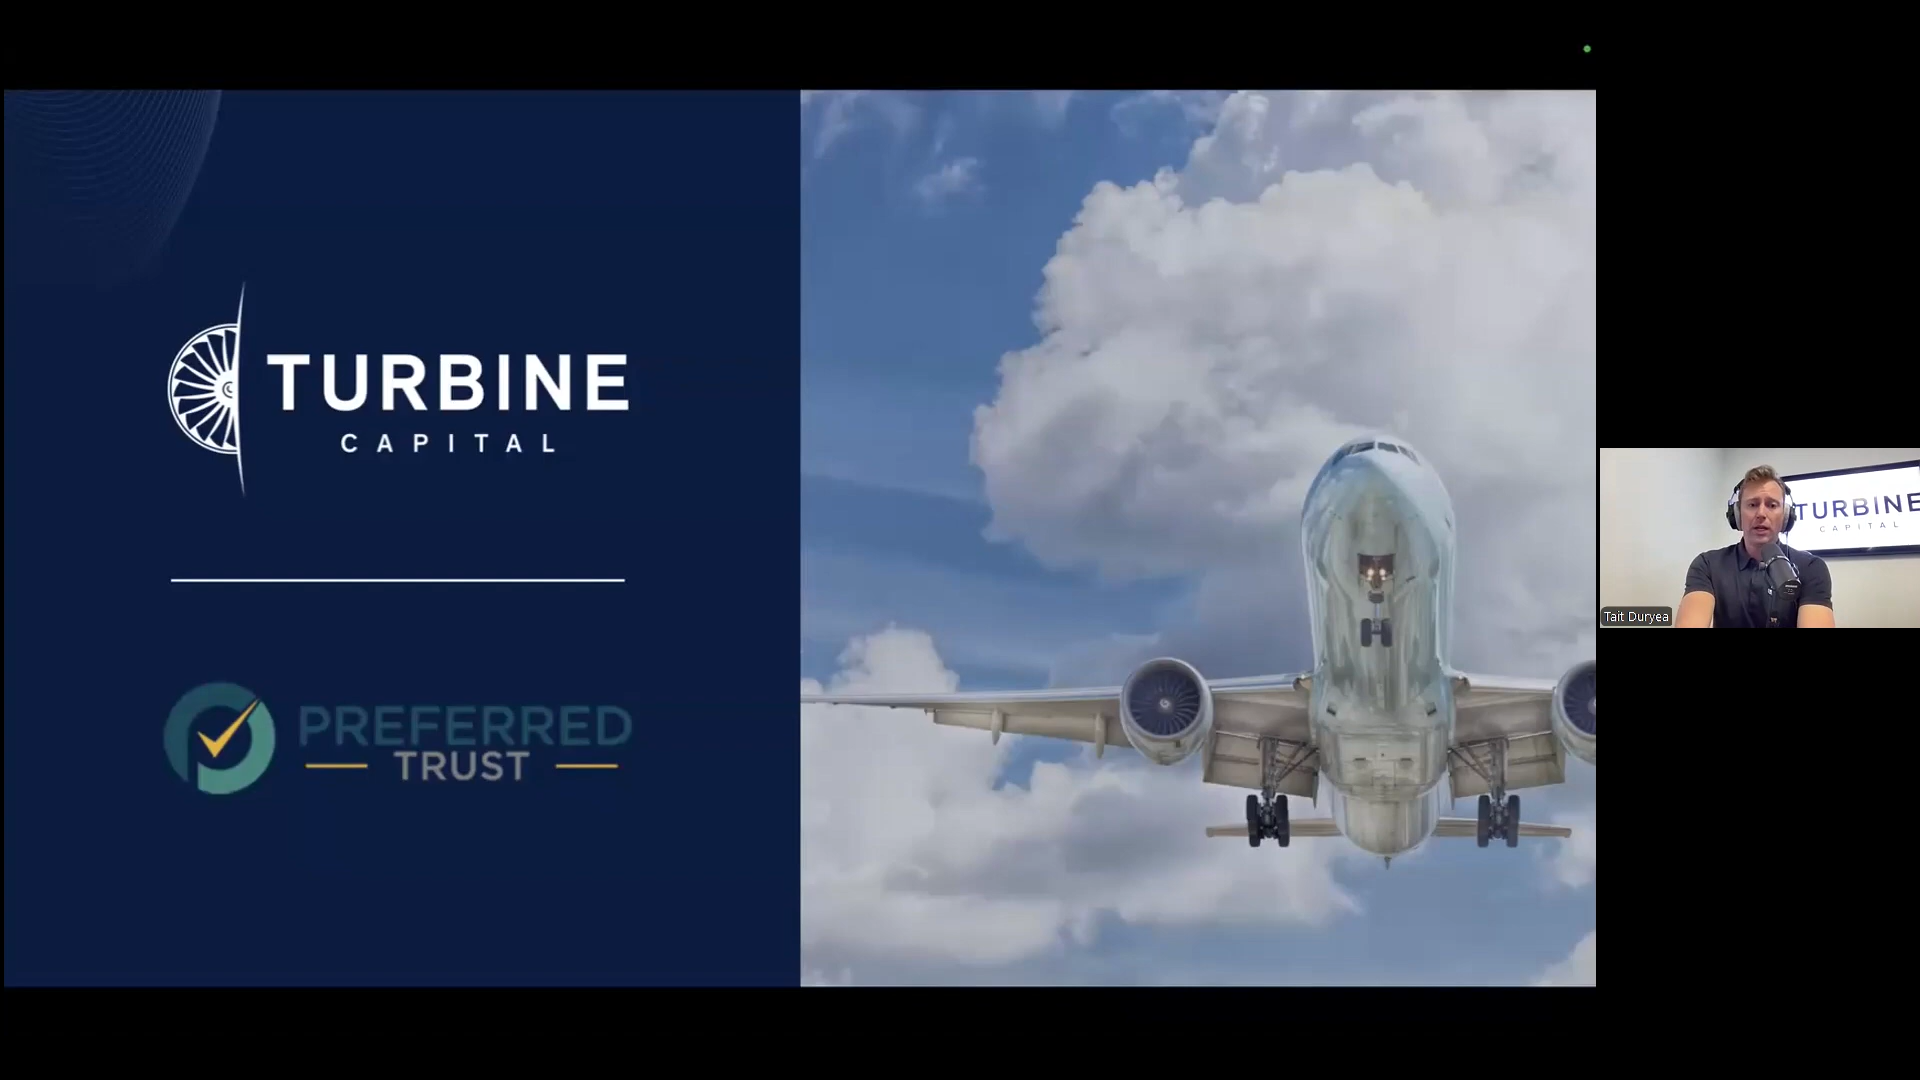 TURBINE
CAPITAL
PREFERRED
TRUST
TURBINE
CAPITAL
Tait Duryea